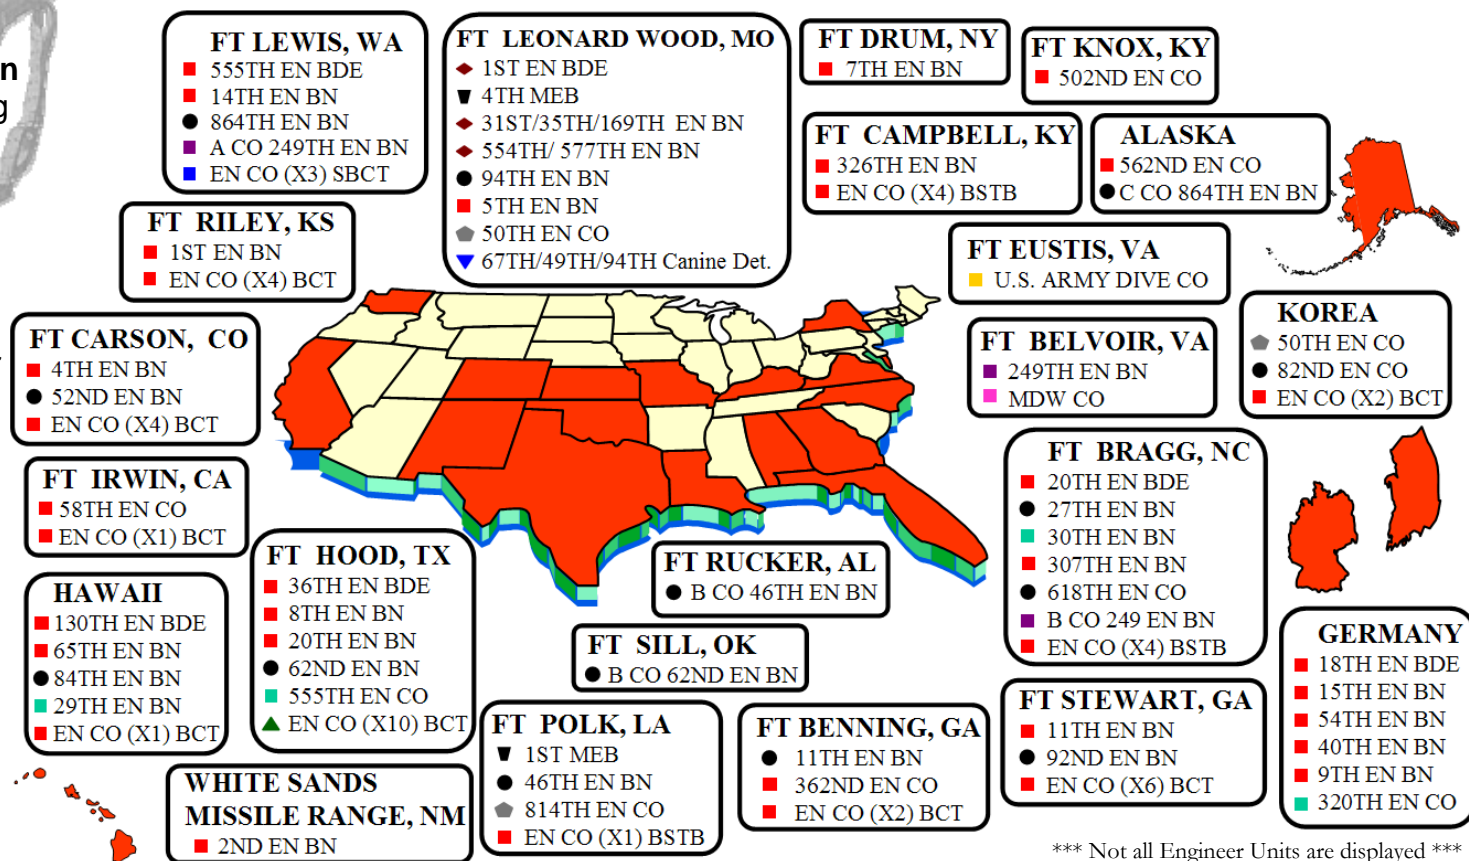 n
g
FT LEWIS, WA
555TH EN BDE
14TH EN BN
864TH EN BN
A CO 249TH EN BN
EN CO (X3) SBCT
FT LEONARD WOOD, MO
1ST EN BDE
4TH MEB
31ST/35TH/169TH EN BN
554TH/ 577TH EN BN
94TH EN BN
5TH EN BN
50TH EN CO
67TH/49TH/94TH Canine Det.
FT DRUM, NY
7TH EN BN
FT KNOX, KY
502ND EN CO
FT CAMPBELL, KY
326TH EN BN
EN CO (X4) BSTB
ALASKA
562ND EN CO
C CO 864TH EN BN
FT RILEY, KS
1ST EN BN
EN CO (X4) BCT
FT EUSTIS, VA
U.S. ARMY DIVE CO
FT CARSON, CO
4TH EN BN
52ND EN BN
EN CO (X4) BCT
FT BELVOIR, VA
249TH EN BN
MDW CO
KOREA
50TH EN CO
82ND EN CO
EN CO (X2) BCT
FT IRWIN, CA
58TH EN CO
EN CO (X1) BCT
FT BRAGG, NC
20TH EN BDE
27TH EN BN
30TH EN BN
307TH EN BN
618TH EN CO
B CO 249 EN BN
EN CO (X4) BSTB
HAWAII
130TH EN BDE
65TH EN BN
84TH EN BN
29TH EN BN
EN CO (X1) BCT
FT HOOD, TX
36TH EN BDE
8TH EN BN
20TH EN BN
62ND EN BN
555TH EN CO
EN CO (X10) BCT
FT RUCKER, AL
B CO 46TH EN BN
FT SILL, OK
B CO 62ND EN BN
GERMANY
18TH EN BDE
15TH EN BN
54TH EN BN
40TH EN BN
9TH EN BN
320TH EN CO
FT STEWART, GA
11TH EN BN
92ND EN BN
EN CO (X6) BCT
FT POLK, LA
1ST MEB
46TH EN BN
814TH EN CO
EN CO (X1) BSTB
FT BENNING, GA
11TH EN BN
362ND EN CO
EN CO (X2) BCT
WHITE SANDS
MISSILE RANGE, NM
2ND EN BN
*** Not all Engineer Units are displayed ***